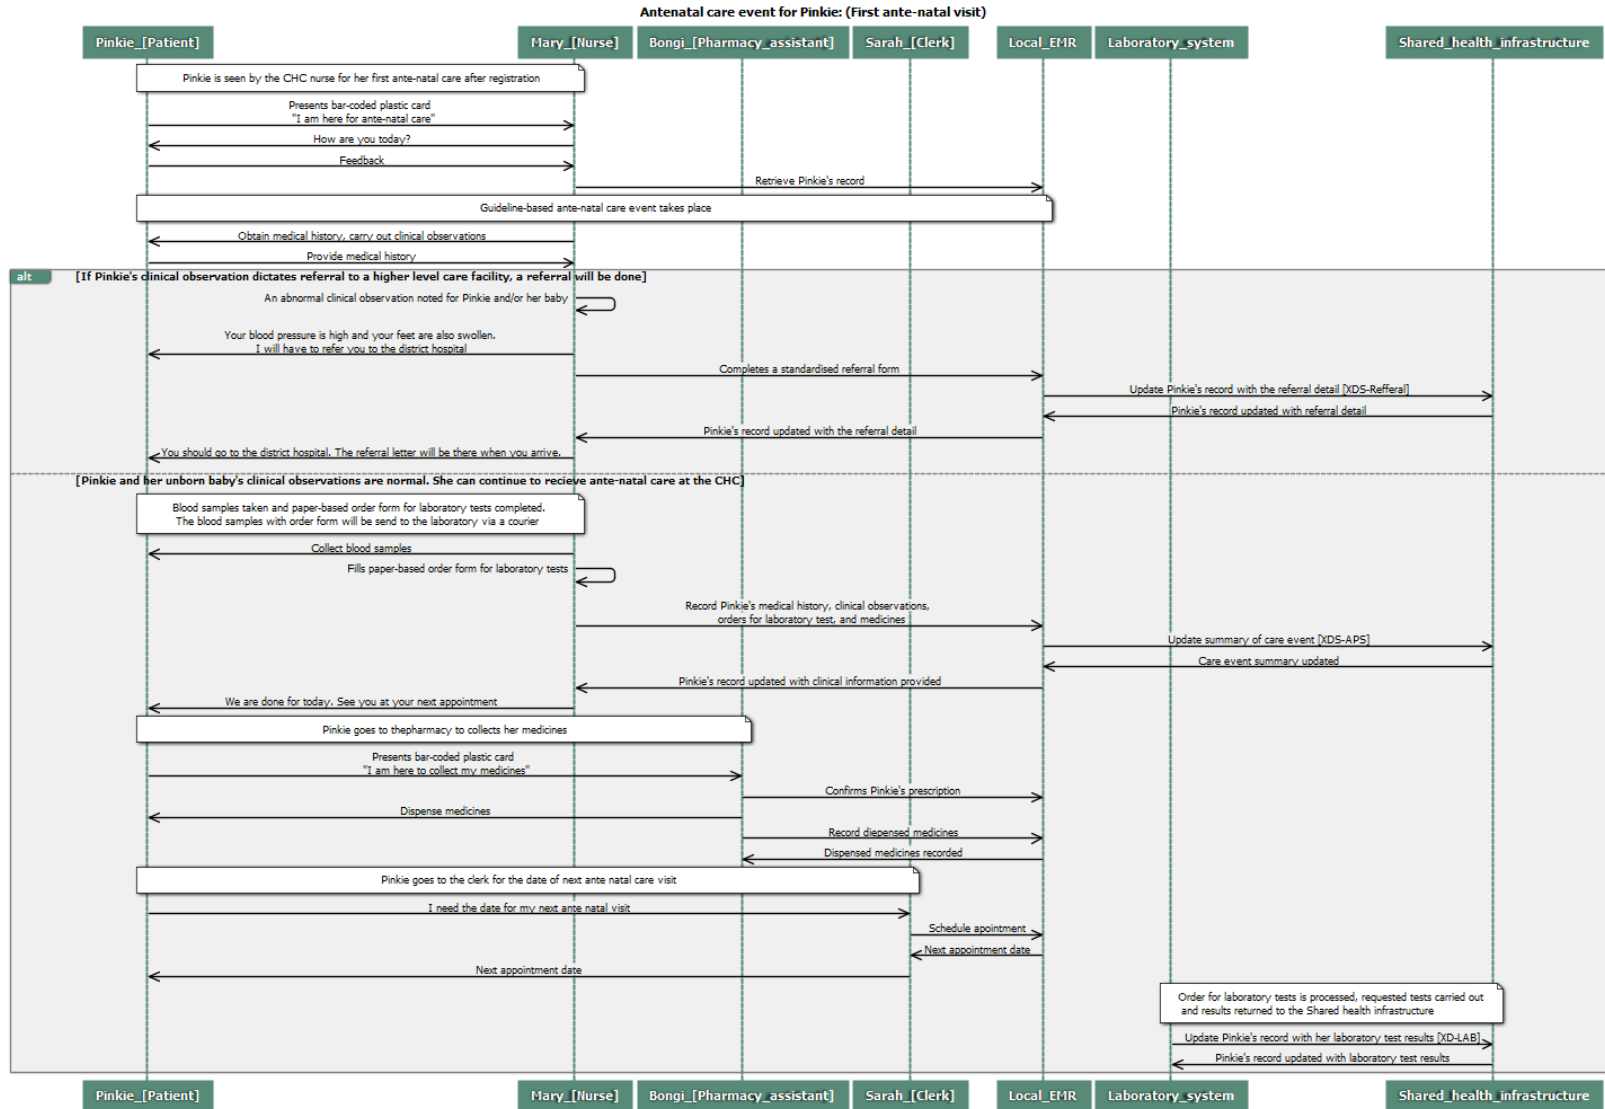 Antenatal care event for Pinkie: (First ante-natal visit)
Pinkie_[Patient]
Mary_[Nurse]
Bongi_[Pharmacy_assistant]
Sarah_[Clerk]
Local_EMR
Laboratory_system
Shared_health_infrastructure
Pinkie is seen by the CHC nurse for her first ante-natal care after registration
Presents bar-coded plastic card
"I am here for ante-natal care"
How are you today?
Feedback
Retrieve Pinkie's record
Guideline-based ante-natal care event takes place
Obtain medical history, carry out clinical observations
Provide medical history
alt
[If Pinkie's clinical observation dictates referral to a higher level care facility, a referral will be done]
An abnormal clinical observation noted for Pinkie and/or her baby
Your blood pressure is high and your feet are also swollen.
I will have to refer you to the district hospital
Completes a standardised referral form
Update Pinkie's record with the referral detail [XDS-Refferal]
Pinkie's record updated with referral detail
Pinkie's record updated with the referral detail
You should go to the district hospital. The referral letter will be there when you arrive.
[Pinkie and her unborn baby's clinical observations are normal. She can continue to recieve ante-natal care at the CHC]
Blood samples taken and paper-based order form for laboratory tests completed.
The blood samples with order form will be send to the laboratory via a courier
Collect blood samples
Fills paper-based order form for laboratory tests
Record Pinkie's medical history, clinical observations,
orders for laboratory test, and medicines
Update summary of care event [XDS-APS]
Care event summary updated
Pinkie's record updated with clinical information provided
We are done for today. See you at your next appointment
Pinkie goes to thepharmacy to collects her medicines
Presents bar-coded plastic card
"I am here to collect my medicines"
Confirms Pinkie's prescription
Dispense medicines
Record diepensed medicines
Dispensed medicines recorded
Pinkie goes to the clerk for the date of next ante natal care visit
I need the date for my next ante natal visit
Schedule apointment
Next appointment date
Next appointment date
Order for laboratory tests is processed, requested tests carried out
and results returned to the Shared health infrastructure
Update Pinkie's record with her laboratory test results [XD-LAB]
Pinkie's record updated with laboratory test results
Pinkie_[Patient]
Mary_[Nurse]
Bongi_[Pharmacy_assistant]
Sarah_[Clerk]
Local_EMR
Laboratory_system
Shared_health_infrastructure